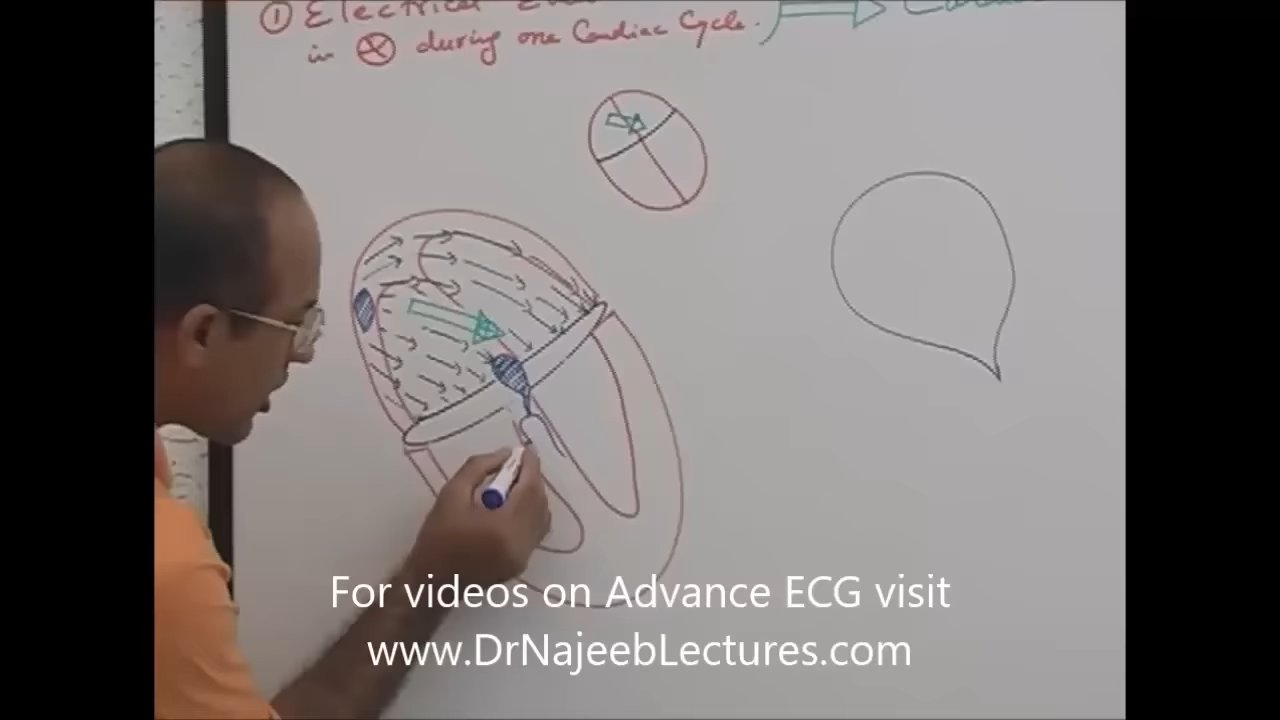 ① Electrical
in ⊗ during one Cardiac Cycle.
For videos on Advance ECG visit
www.DrNajeebLectures.com